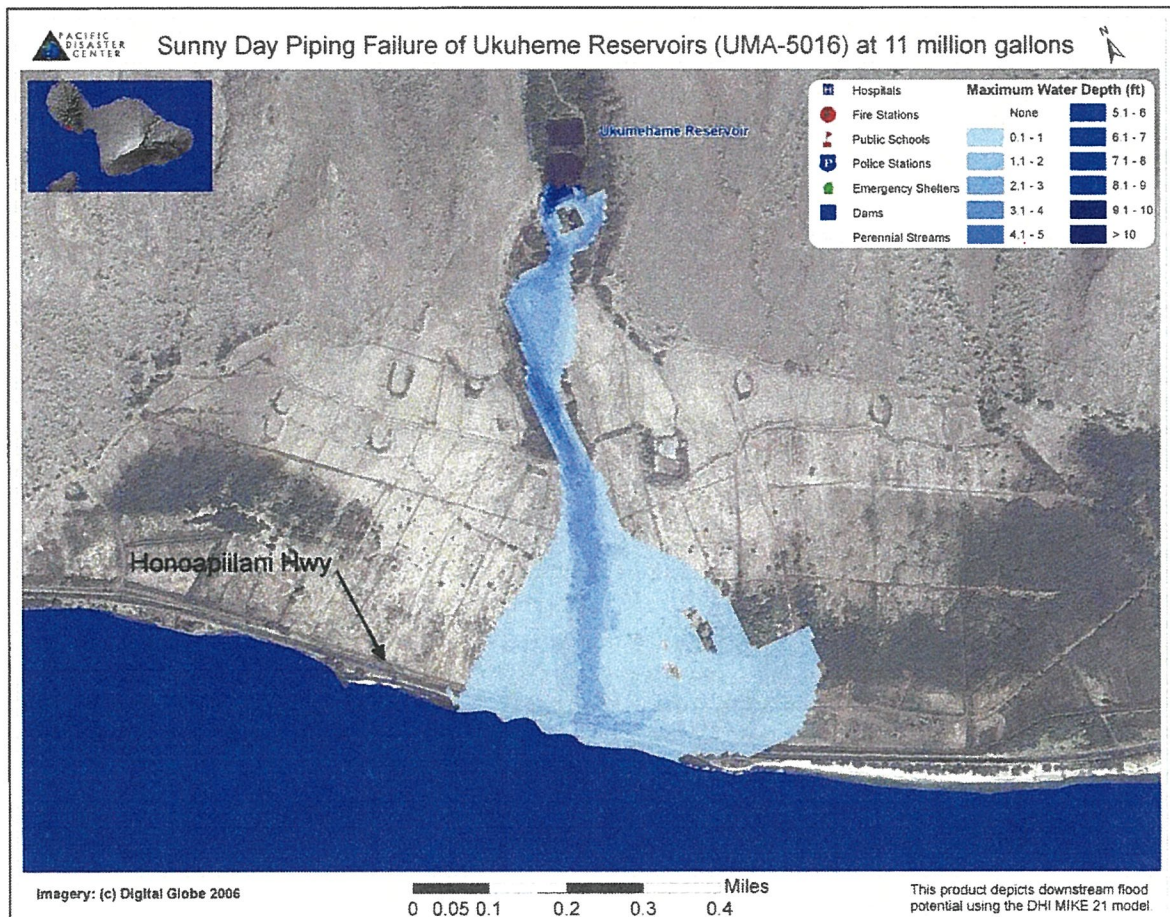 PACIFIC
DISASTER
CENTER
Sunny Day Piping Failure of Ukuheme Reservoirs (UMA-5016) at 11 million gallons
N
Ukumehame Reservoir
Hospitals
Fire Stations
Public Schools
P Police Stations
Emergency Shelters
Dams
Perennial Streams
Maximum Water Depth (ft)
None
0.1 - 1
1.1 - 2
2.1 - 3
3.1 - 4
4.1 - 5
5.1 - 6
6.1 - 7
7.1 - 8
8.1 - 9
9.1 - 10
> 10
Honoapiilani Hwy
Imagery: (c) Digital Globe 2006
Miles
0 0.05 0.1 0.2 0.3 0.4
This product depicts downstream flood
potential using the DHI MIKE 21 model